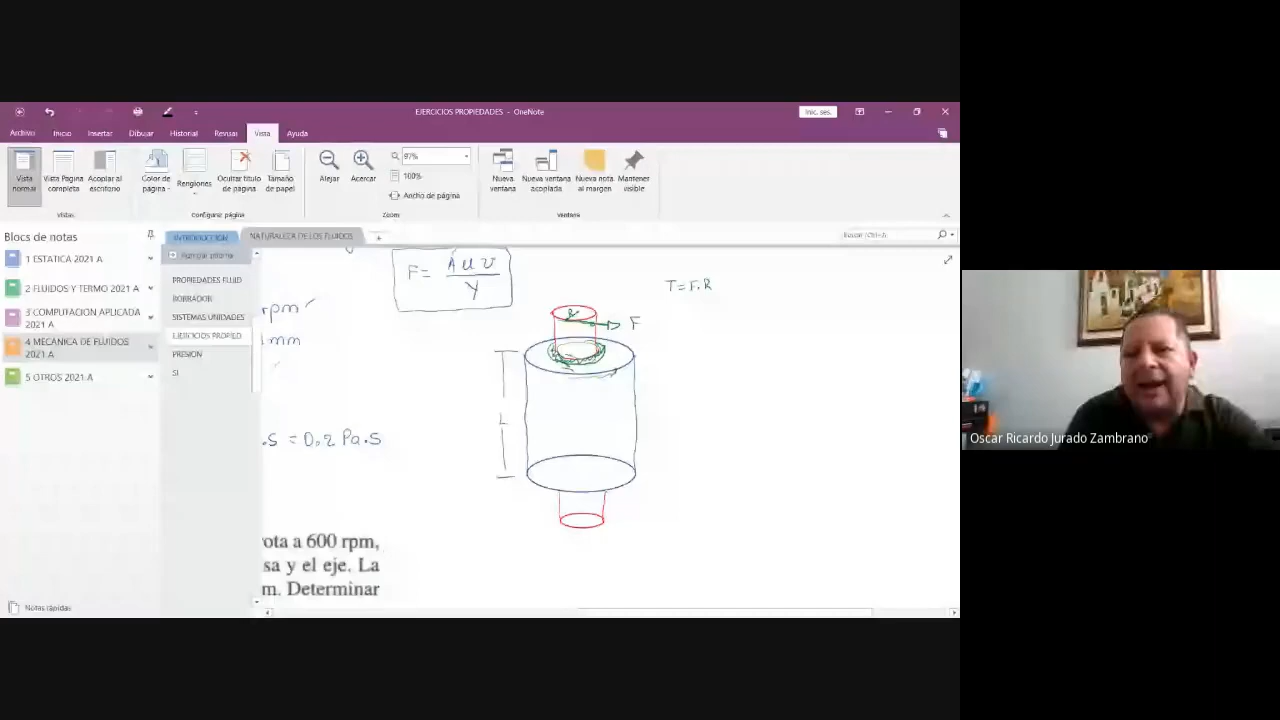 EJERCICIOS PROPIEDADES - OneNote
Inic. ses.
Archivo Inicio Insertar Dibujar Historial Revisar Vista Ayuda
Vista normal
Vista Página completa
Acoplar al escritorio
Color de página
Renglones
Ocultar título de página
Tamaño de papel
Alejar
Acercar
97%
100%
Ancho de página
Nueva ventana
Nueva ventana acoplada
Nueva nota al margen
Mantener visible
Vistas
Configurar página
Zoom
Ventana
Blocs de notas
INTRODUCCION
NATURALEZA DE LOS FLUIDOS
Buscar (Ctrl+B)
1 ESTATICA 2021 A
2 FLUIDOS Y TERMO 2021 A
3 COMPUTACION APLICADA
2021 A
4 MECANICA DE FLUIDOS
2021 A
5 OTROS 2021 A
Notas rápidas
PROPIEDADES FLUID
BORRADOR
SISTEMAS UNIDADES
EJERCICIOS PROPIED
PRESION
SI
F = A μ v / y
rpm
1mm
.s = 0.2 Pa.s
T = F.R
R
F
L
rota a 600 rpm,
sa y el eje. La
m. Determinar
Oscar Ricardo Jurado Zambrano